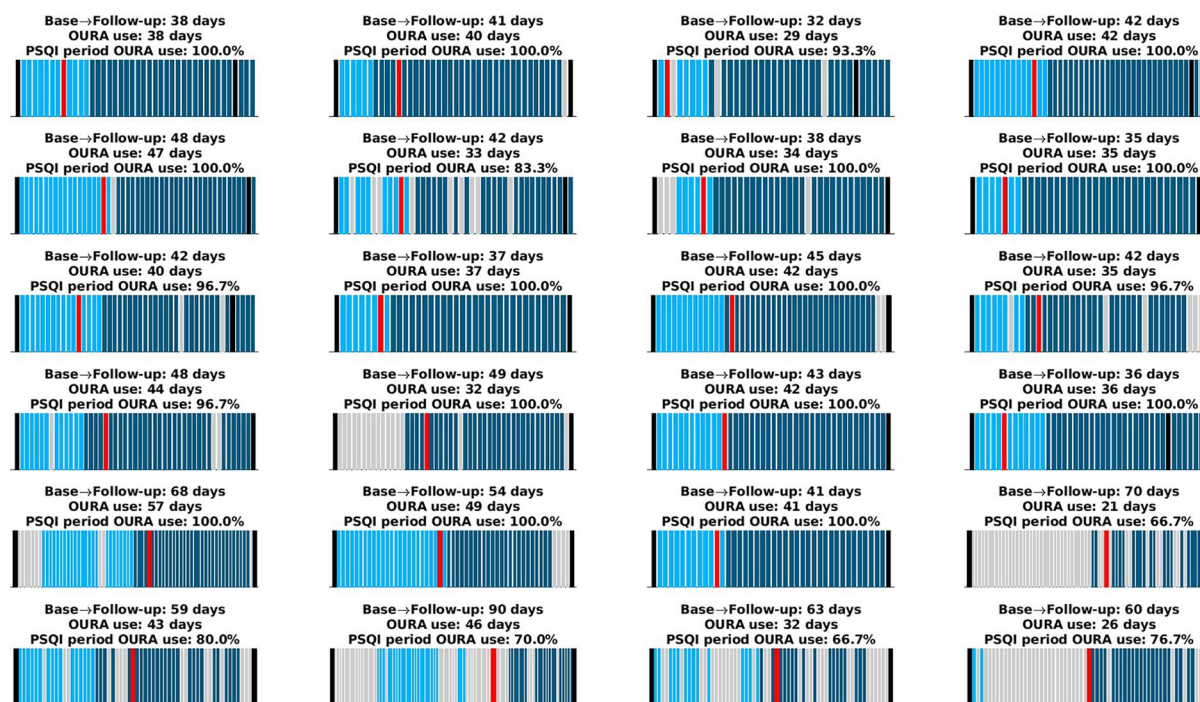 Base→Follow-up: 38 days
OURA use: 38 days
PSQI period OURA use: 100.0%
Base→Follow-up: 41 days
OURA use: 40 days
PSQI period OURA use: 100.0%
Base→Follow-up: 32 days
OURA use: 29 days
PSQI period OURA use: 93.3%
Base→Follow-up: 42 days
OURA use: 42 days
PSQI period OURA use: 100.0%
Base→Follow-up: 48 days
OURA use: 47 days
PSQI period OURA use: 100.0%
Base→Follow-up: 42 days
OURA use: 33 days
PSQI period OURA use: 83.3%
Base→Follow-up: 38 days
OURA use: 34 days
PSQI period OURA use: 100.0%
Base→Follow-up: 35 days
OURA use: 35 days
PSQI period OURA use: 100.0%
Base→Follow-up: 42 days
OURA use: 40 days
PSQI period OURA use: 96.7%
Base→Follow-up: 37 days
OURA use: 37 days
PSQI period OURA use: 100.0%
Base→Follow-up: 45 days
OURA use: 42 days
PSQI period OURA use: 100.0%
Base→Follow-up: 42 days
OURA use: 35 days
PSQI period OURA use: 96.7%
Base→Follow-up: 48 days
OURA use: 44 days
PSQI period OURA use: 96.7%
Base→Follow-up: 49 days
OURA use: 32 days
PSQI period OURA use: 100.0%
Base→Follow-up: 43 days
OURA use: 42 days
PSQI period OURA use: 100.0%
Base→Follow-up: 36 days
OURA use: 36 days
PSQI period OURA use: 100.0%
Base→Follow-up: 68 days
OURA use: 57 days
PSQI period OURA use: 100.0%
Base→Follow-up: 54 days
OURA use: 49 days
PSQI period OURA use: 100.0%
Base→Follow-up: 41 days
OURA use: 41 days
PSQI period OURA use: 100.0%
Base→Follow-up: 70 days
OURA use: 21 days
PSQI period OURA use: 66.7%
Base→Follow-up: 59 days
OURA use: 43 days
PSQI period OURA use: 80.0%
Base→Follow-up: 90 days
OURA use: 46 days
PSQI period OURA use: 70.0%
Base→Follow-up: 63 days
OURA use: 32 days
PSQI period OURA use: 66.7%
Base→Follow-up: 60 days
OURA use: 26 days
PSQI period OURA use: 76.7%